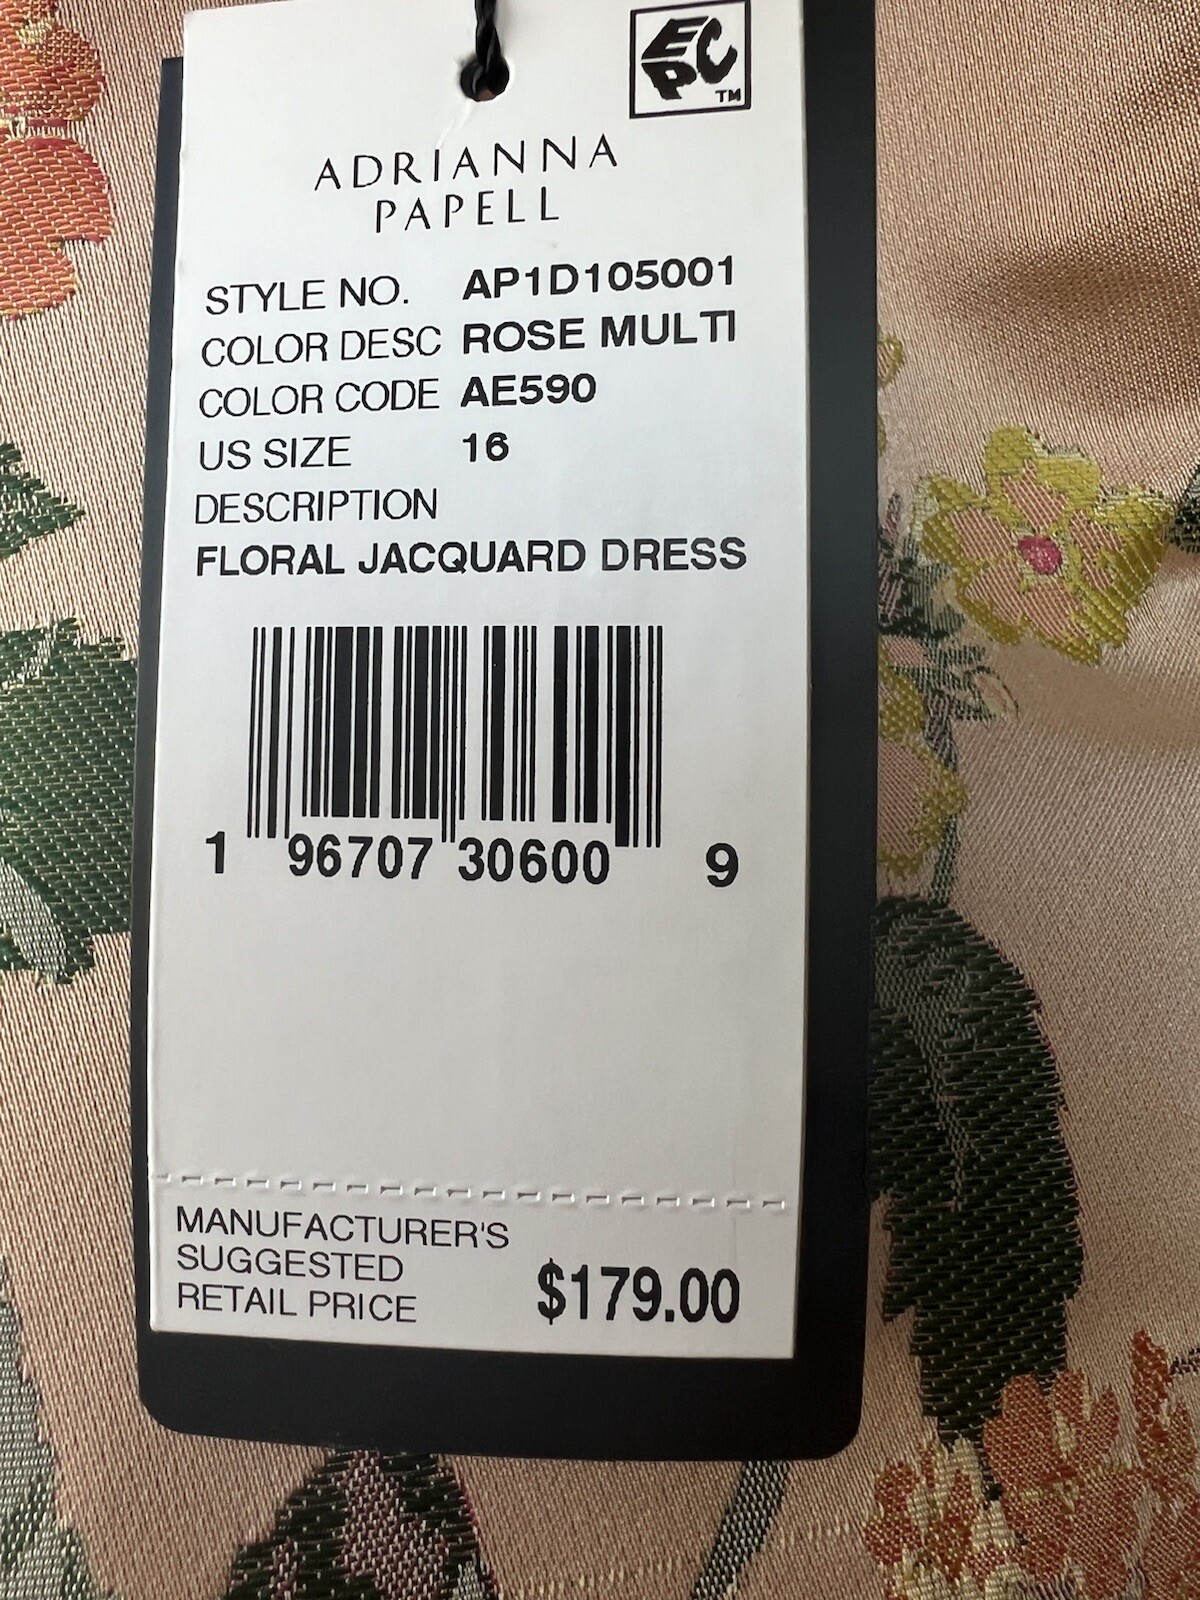 EPC
TM
ADRIANNA
PAPELL
STYLE NO. AP1D105001
COLOR DESC ROSE MULTI
COLOR CODE AE590
US SIZE 16
DESCRIPTION
FLORAL JACQUARD DRESS
1 96707 30600 9
MANUFACTURER'S
SUGGESTED
RETAIL PRICE $179.00